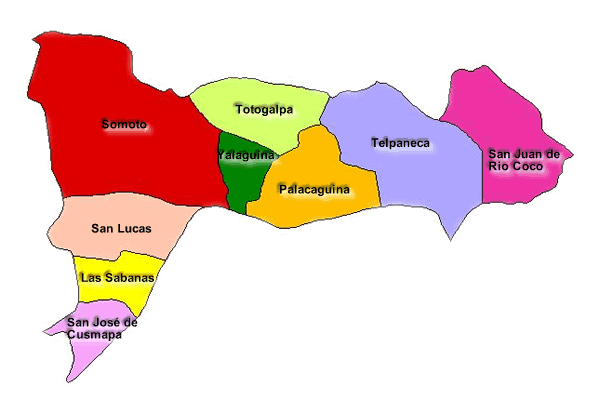 Totogalpa
Somoto
Telpaneca
Yalaguina
San Juan de
Rio Coco
Palacaguina
San Lucas
Las Sabanas
San José de
Cusmapa